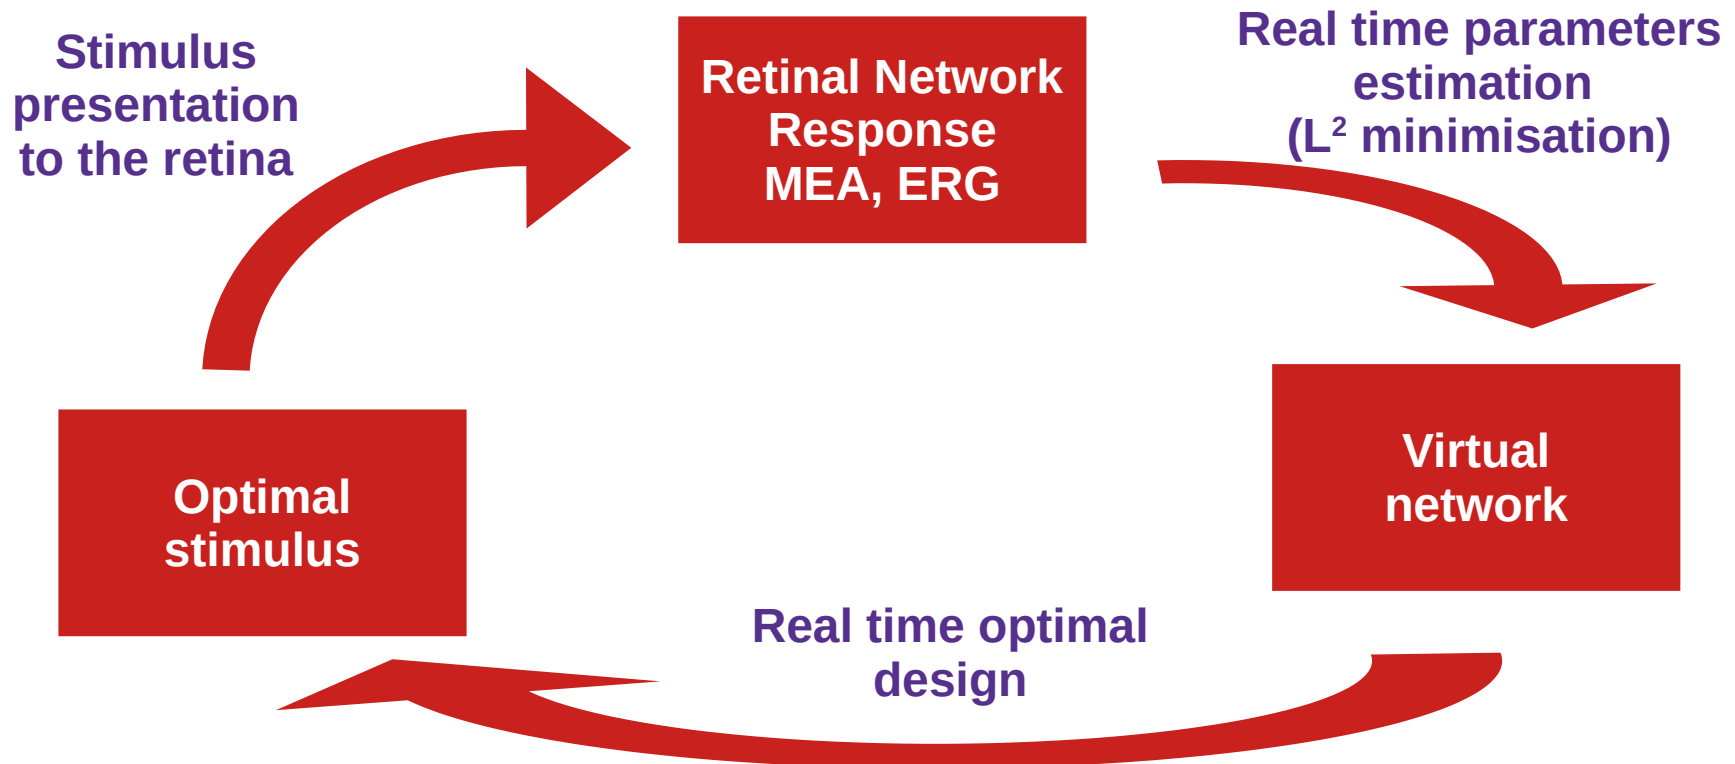 Stimulus
presentation
to the retina
Retinal Network
Response
MEA, ERG
Real time parameters
estimation
(L² minimisation)
Virtual
network
Real time optimal
design
Optimal
stimulus